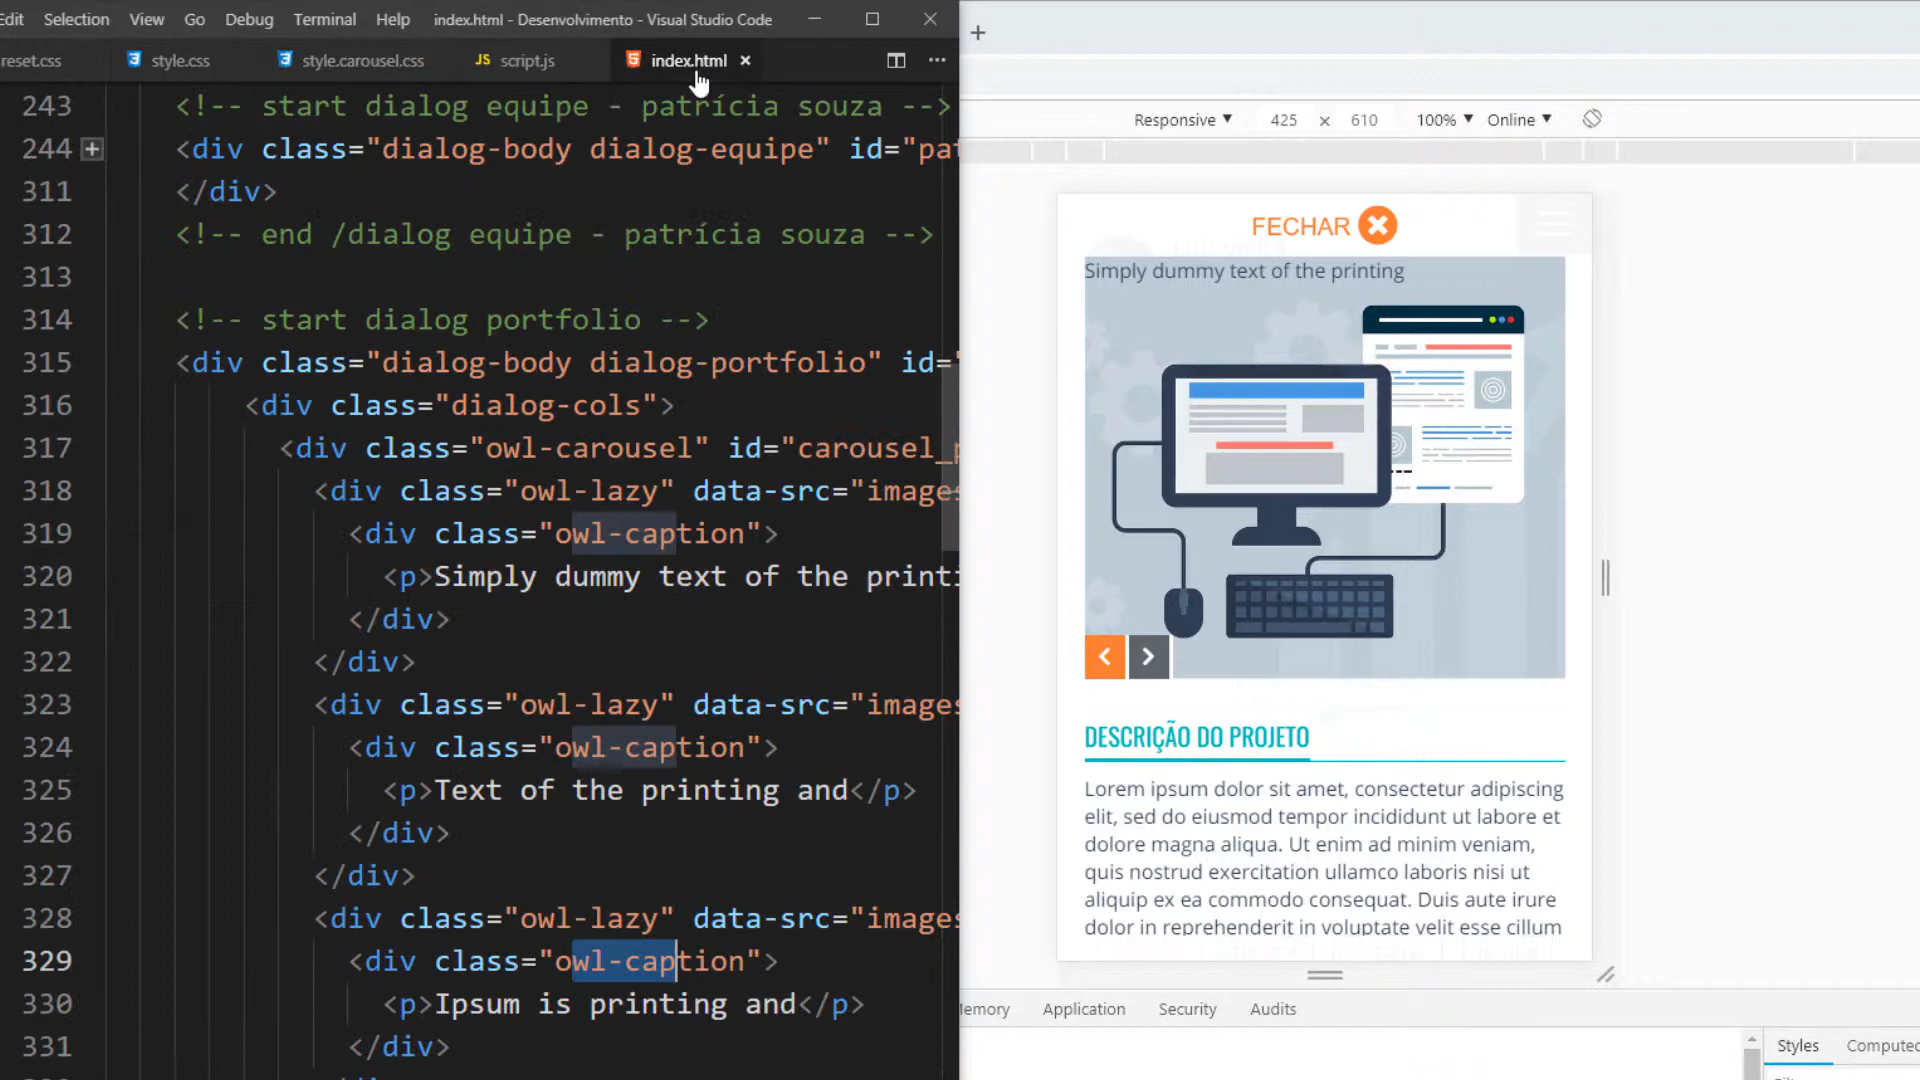 dit Selection View Go Debug Terminal Help index.html - Desenvolvimento - Visual Studio Code
reset.css style.css style.carousel.css JS script.js index.html
243 <!-- start dialog equipe - patrícia souza -->
244 <div class="dialog-body dialog-equipe" id="pat
311 </div>
312 <!-- end /dialog equipe - patrícia souza -->
313
314 <!-- start dialog portfolio -->
315 <div class="dialog-body dialog-portfolio" id="
316 <div class="dialog-cols">
317 <div class="owl-carousel" id="carousel_p
318 <div class="owl-lazy" data-src="images
319 <div class="owl-caption">
320 <p>Simply dummy text of the printi
321 </div>
322 </div>
323 <div class="owl-lazy" data-src="images
324 <div class="owl-caption">
325 <p>Text of the printing and</p>
326 </div>
327 </div>
328 <div class="owl-lazy" data-src="images
329 <div class="owl-caption">
330 <p>Ipsum is printing and</p>
331 </div>
Responsive 425 × 610 100% Online
FECHAR
Simply dummy text of the printing
DESCRIÇÃO DO PROJETO
Lorem ipsum dolor sit amet, consectetur adipiscing
elit, sed do eiusmod tempor incididunt ut labore et
dolore magna aliqua. Ut enim ad minim veniam,
quis nostrud exercitation ullamco laboris nisi ut
aliquip ex ea commodo consequat. Duis aute irure
dolor in reprehenderit in voluptate velit esse cillum
Memory Application Security Audits
Styles Computed